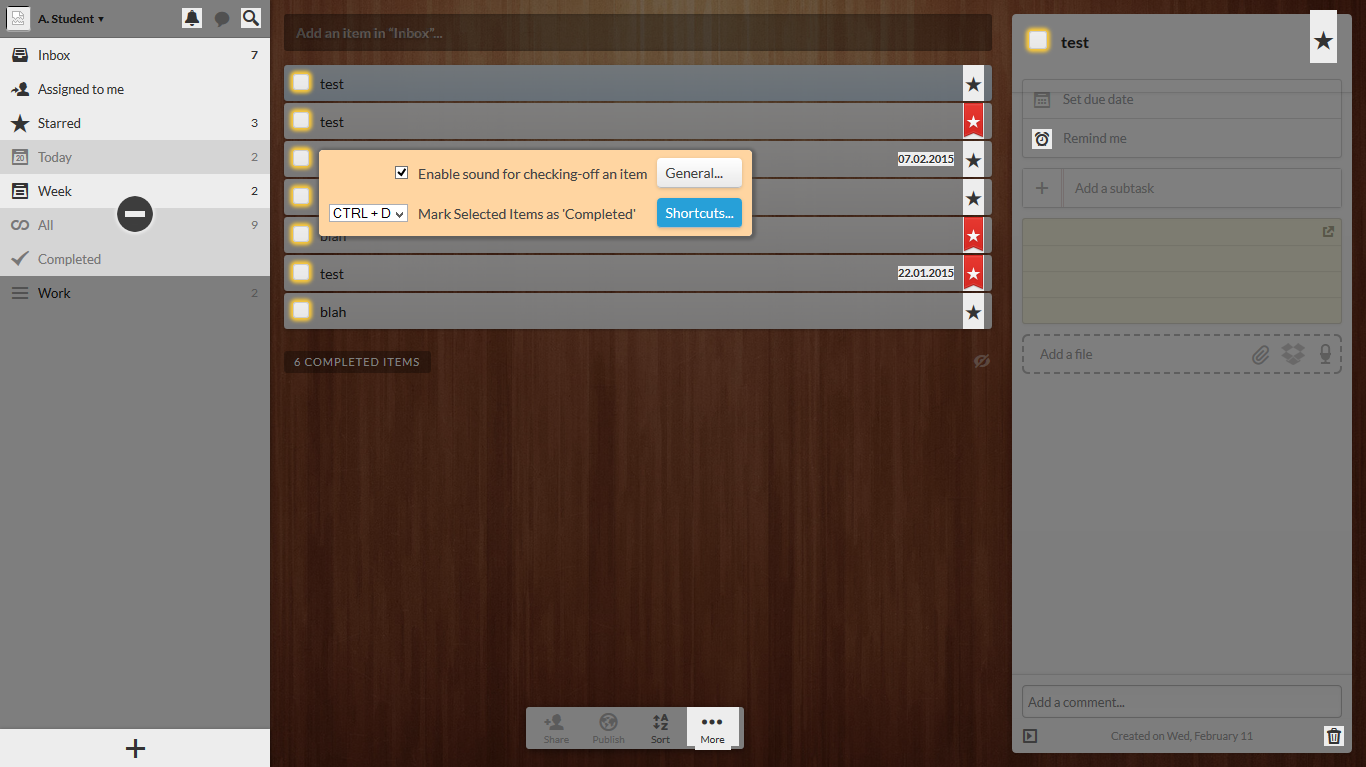 A. Student
Inbox 7
Assigned to me
Starred 3
20 Today 2
Week 2
All 9
Completed
Work 2
Add an item in "Inbox"...
test
test
07.02.2015
Enable sound for checking-off an item General...
CTRL + D Mark Selected Items as 'Completed' Shortcuts...
blah
test 22.01.2015
blah
6 COMPLETED ITEMS
Share Publish Sort More
A
Z
test
Set due date
Remind me
Add a subtask
Add a file
Add a comment...
Created on Wed, February 11